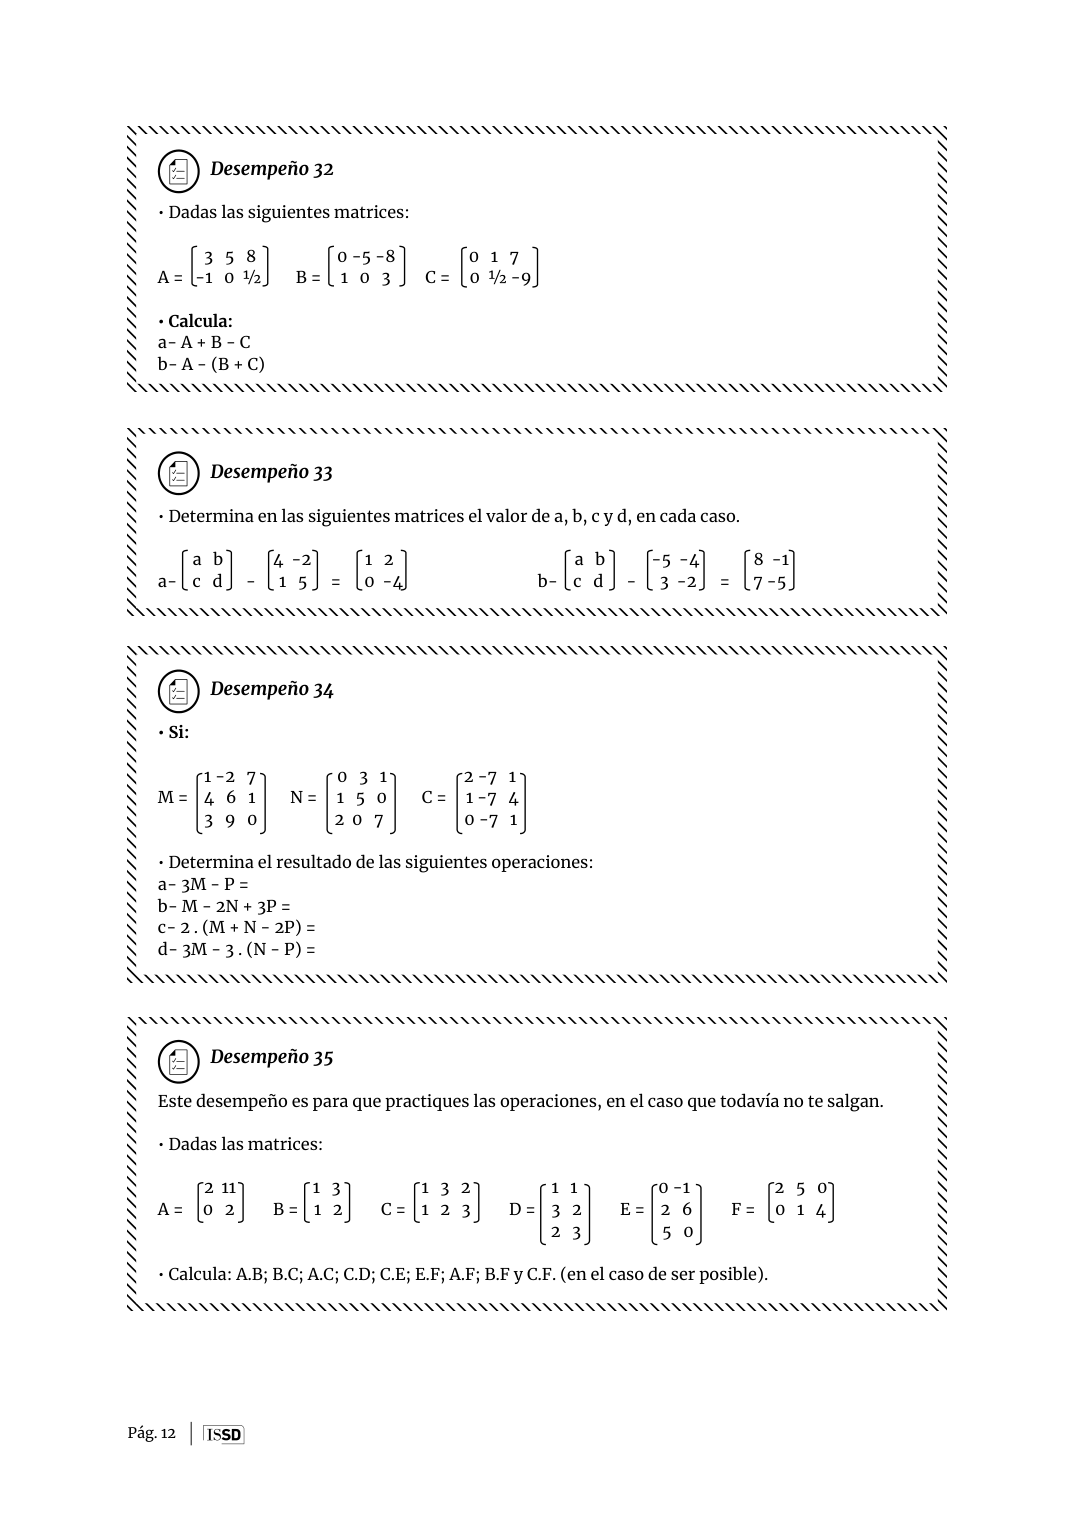 Desempeño 32
• Dadas las siguientes matrices:
3 5 8 0 -5 -8 0 1 7
A = -1 0 ½ B = 1 0 3 C = 0 ½ -9
• Calcula:
a- A + B - C
b- A - (B + C)
Desempeño 33
• Determina en las siguientes matrices el valor de a, b, c y d, en cada caso.
a b 4 -2 1 2 a b -5 -4 8 -1
a- c d - 1 5 = 0 -4 b- c d - 3 -2 = 7 -5
Desempeño 34
• Si:
1 -2 7 0 3 1 2 -7 1
M = 4 6 1 N = 1 5 0 C = 1 -7 4
3 9 0 2 0 7 0 -7 1
• Determina el resultado de las siguientes operaciones:
a- 3M - P =
b- M - 2N + 3P =
c- 2 . (M + N - 2P) =
d- 3M - 3 . (N - P) =
Desempeño 35
Este desempeño es para que practiques las operaciones, en el caso que todavía no te salgan.
• Dadas las matrices:
2 11 1 3 1 3 2 1 1 0 -1 2 5 0
A = 0 2 B = 1 2 C = 1 2 3 D = 3 2 E = 2 6 F = 0 1 4
2 3 5 0
• Calcula: A.B; B.C; A.C; C.D; C.E; E.F; A.F; B.F y C.F. (en el caso de ser posible).
Pág. 12 ISSD